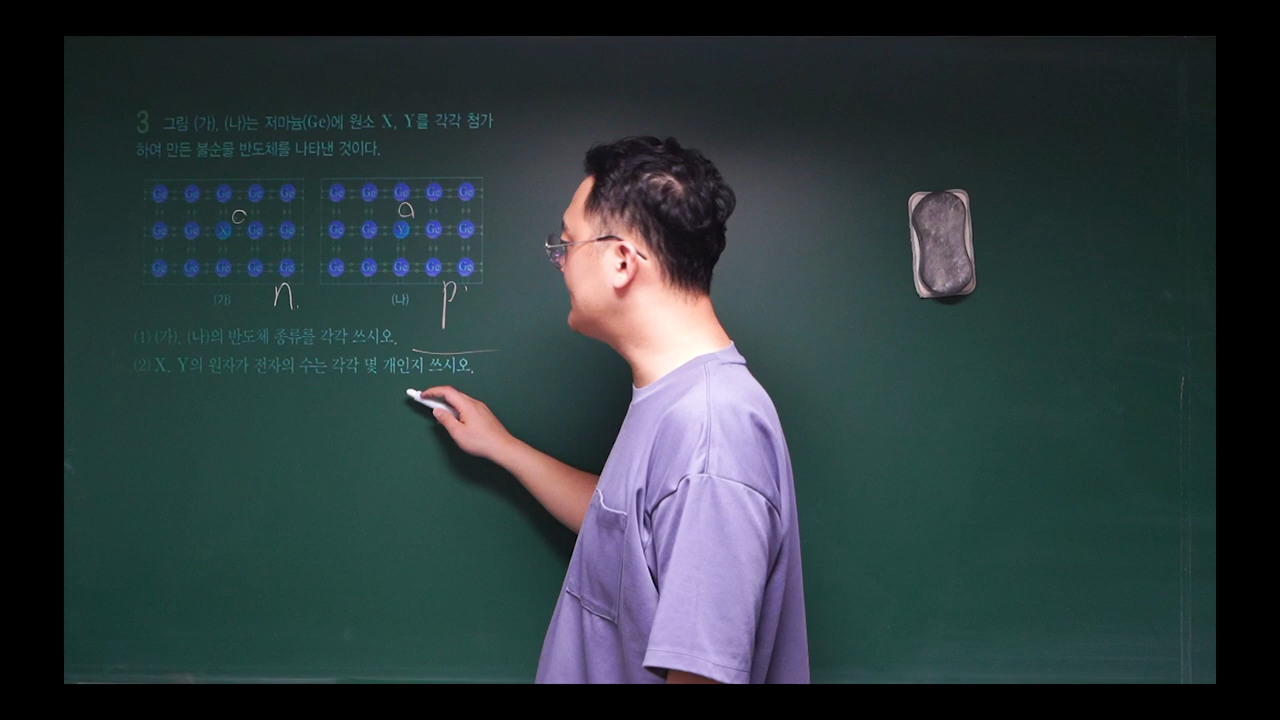 3 그림 (가), (나)는 저마늄(Ge)에 원소 X, Y를 각각 첨가
하여 만든 불순물 반도체를 나타낸 것이다.
Ge Ge Ge Ge Ge Ge Ge Ge Ge Ge
Ge Ge X Ge Ge Ge Ge Y Ge Ge
Ge Ge Ge Ge Ge Ge Ge Ge Ge Ge
(가) n. (나) p
(1) (가), (나)의 반도체 종류를 각각 쓰시오.
(2) X, Y의 원자가 전자의 수는 각각 몇 개인지 쓰시오.